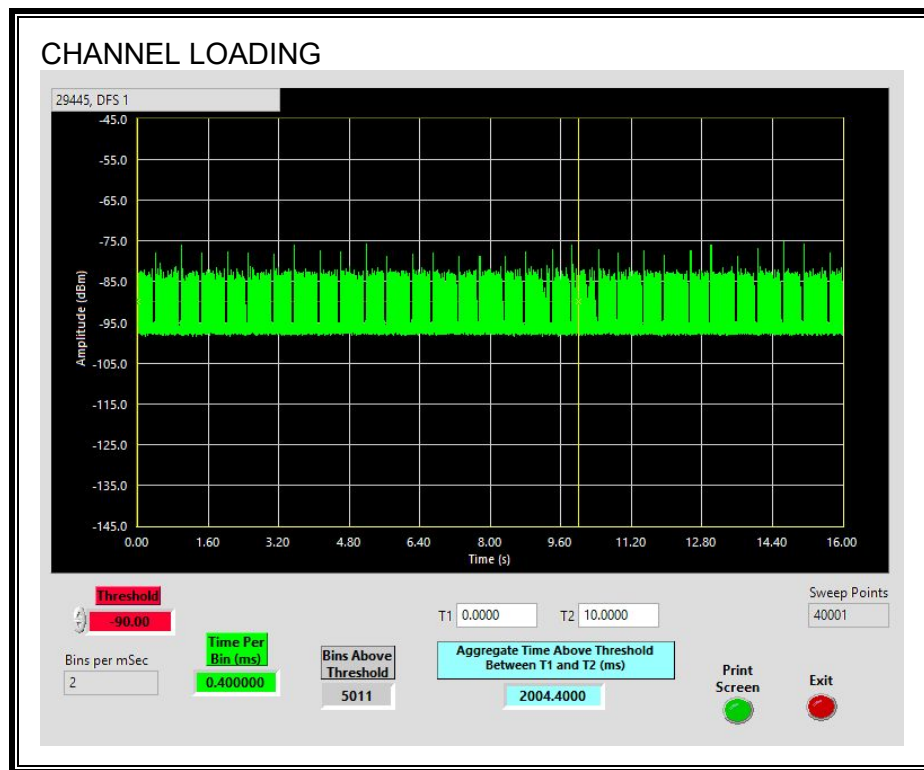 CHANNEL LOADING
29445, DFS 1
-45.0
-55.0
-65.0
-75.0
-85.0
-95.0
-105.0
-115.0
-125.0
-135.0
-145.0
Amplitude (dBm)
0.00 1.60 3.20 4.80 6.40 8.00 9.60 11.20 12.80 14.40 16.00
Time (s)
Threshold
-90.00
Bins per mSec
2
Time Per
Bin (ms)
0.400000
Bins Above
Threshold
5011
T1 0.0000 T2 10.0000
Aggregate Time Above Threshold
Between T1 and T2 (ms)
2004.4000
Sweep Points
40001
Print
Screen
Exit